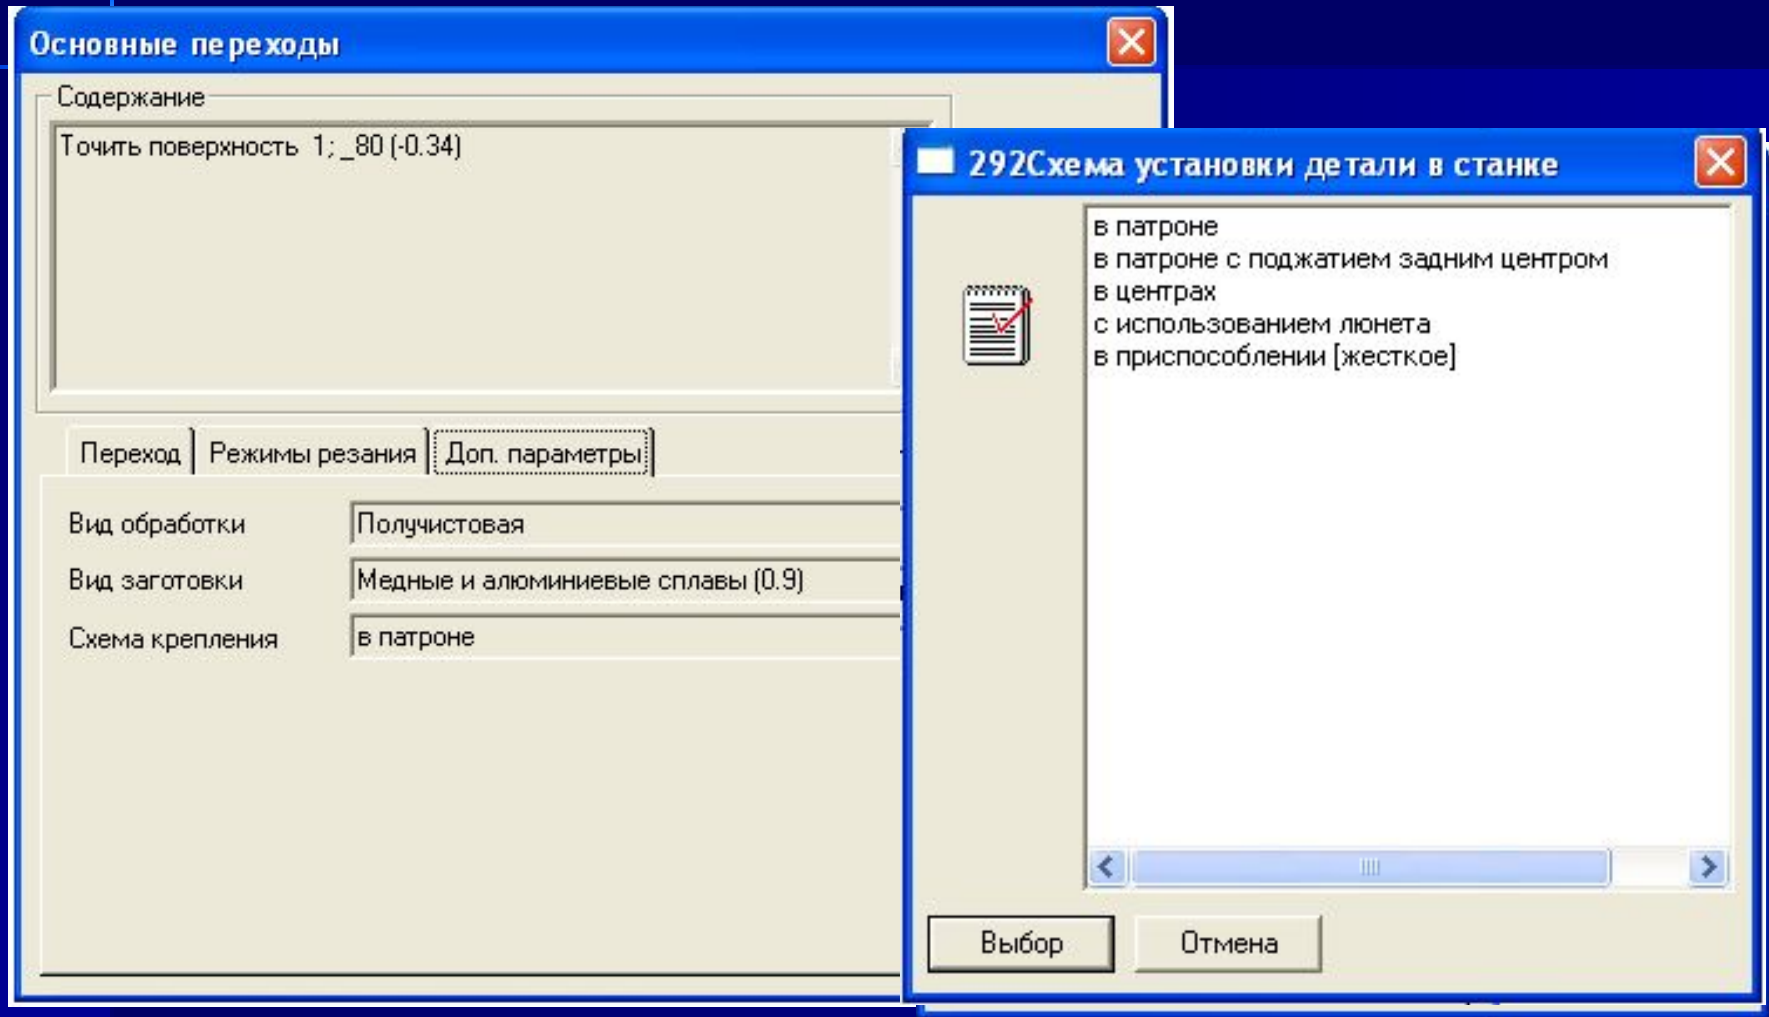 Основные переходы
Содержание
Точить поверхность 1; _80 (-0.34)
Переход
Режимы резания
Доп. параметры
Вид обработки
Получистовая
Вид заготовки
Медные и алюминиевые сплавы (0.9)
Схема крепления
в патроне
292Схема установки детали в станке
в патроне
в патроне с поджатием задним центром
в центрах
с использованием люнета
в приспособлении [жесткое]
Выбор
Отмена